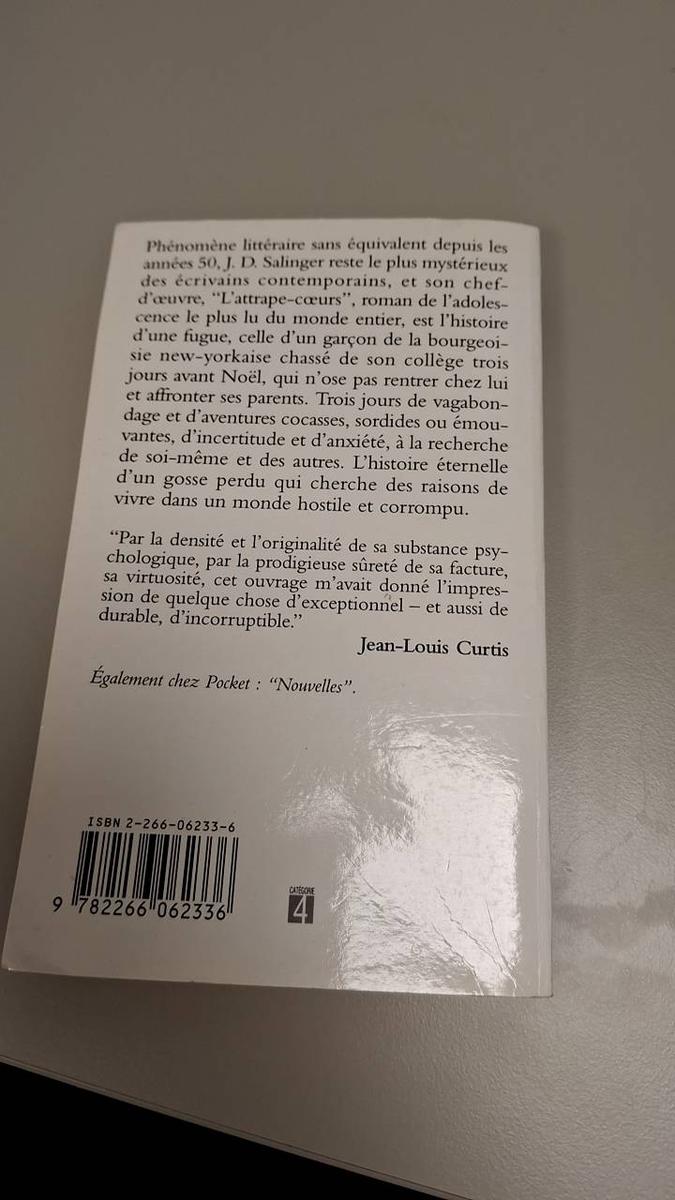 Phénomène littéraire sans équivalent depuis les
années 50, J. D. Salinger reste le plus mystérieux
des écrivains contemporains, et son chef-
d'œuvre, "L'attrape-cœurs", roman de l'adoles-
cence le plus lu du monde entier, est l'histoire
d'une fugue, celle d'un garçon de la bourgeoi-
sie new-yorkaise chassé de son collège trois
jours avant Noël, qui n'ose pas rentrer chez lui
et affronter ses parents. Trois jours de vagabon-
dage et d'aventures cocasses, sordides ou émou-
vantes, d'incertitude et d'anxiété, à la recherche
de soi-même et des autres. L'histoire éternelle
d'un gosse perdu qui cherche des raisons de
vivre dans un monde hostile et corrompu.
"Par la densité et l'originalité de sa substance psy-
chologique, par la prodigieuse sûreté de sa facture,
sa virtuosité, cet ouvrage m'avait donné l'impres-
sion de quelque chose d'exceptionnel – et aussi de
durable, d'incorruptible."
Jean-Louis Curtis
Également chez Pocket : "Nouvelles".
ISBN 2-266-06233-6
9 782266 062336
CATÉGORIE
4